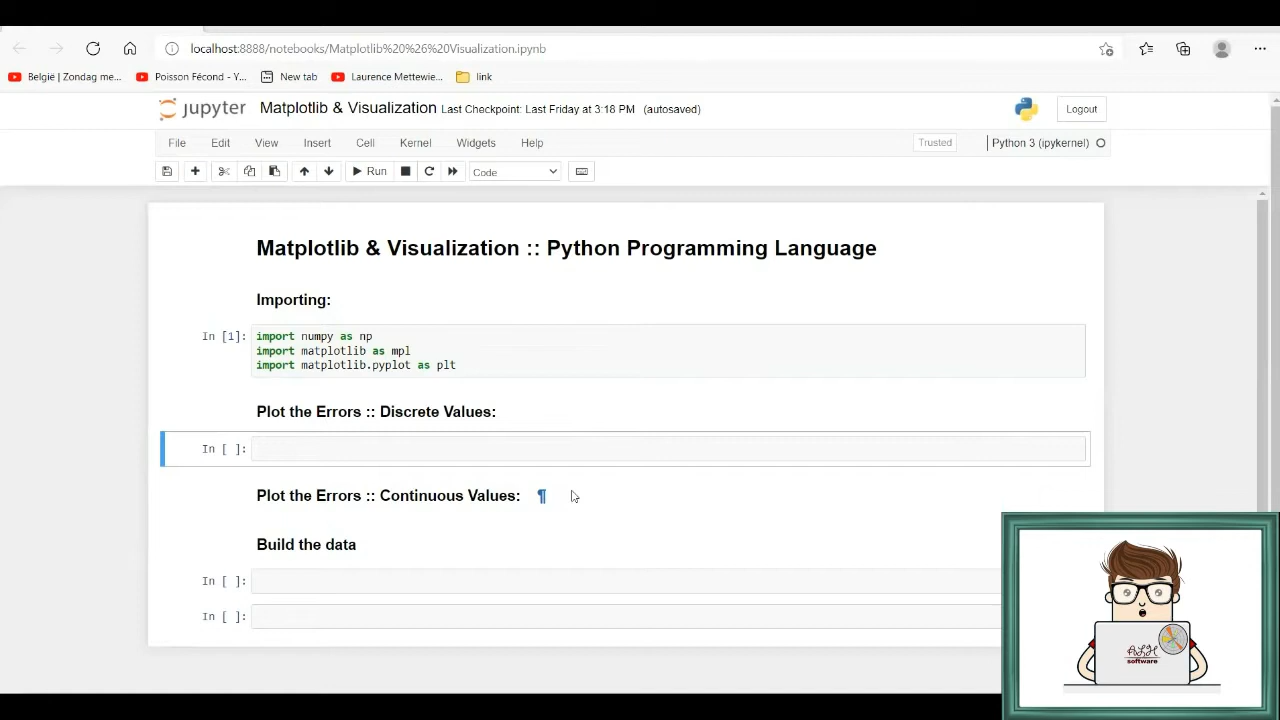 localhost:8888/notebooks/Matplotlib%20%26%20Visualization.ipynb
België | Zondag me... Poisson Fécond - Y... New tab Laurence Mettewie... link
jupyter Matplotlib & Visualization Last Checkpoint: Last Friday at 3:18 PM (autosaved) Logout
File Edit View Insert Cell Kernel Widgets Help Trusted Python 3 (ipykernel)
Run Code
Matplotlib & Visualization :: Python Programming Language
Importing:
In [1]: import numpy as np
import matplotlib as mpl
import matplotlib.pyplot as plt
Plot the Errors :: Discrete Values:
In [ ]:
Plot the Errors :: Continuous Values: ¶
Build the data
In [ ]:
In [ ]:
ALH
software